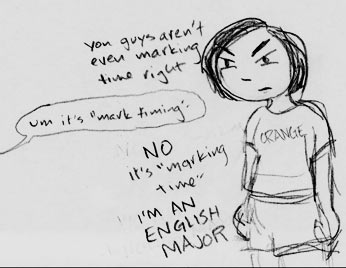 you guys aren't
even marking
time right
um it's "mark timing"
NO
it's "marking
time"
I'M AN
ENGLISH
MAJOR
ORANGE